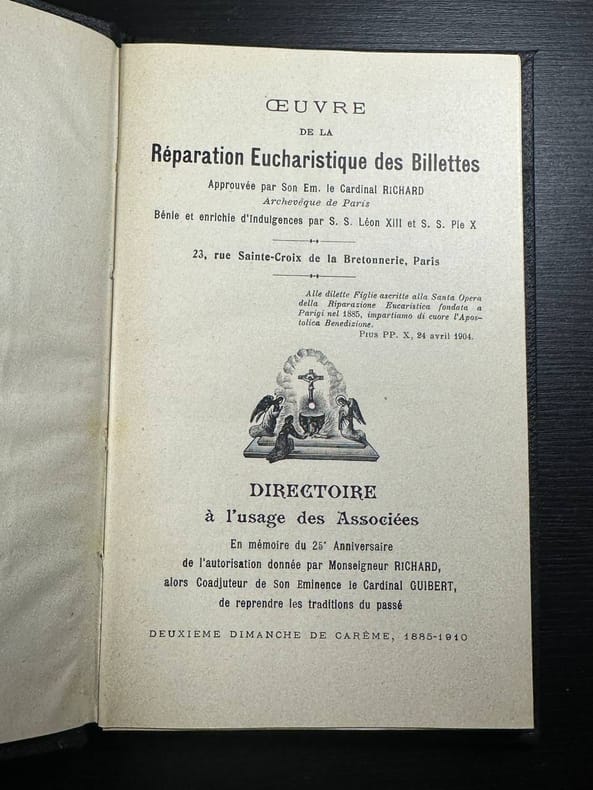 ŒUVRE
DE LA
Réparation Eucharistique des Billettes
Approuvée par Son Em. le Cardinal RICHARD
Archevêque de Paris
Bénie et enrichie d'Indulgences par S. S. Léon XIII et S. S. Pie X
23, rue Sainte-Croix de la Bretonnerie, Paris
Alle dilette Figlie ascritte alla Santa Opera
della Riparazione Eucaristica fondata a
Parigi nel 1885, impartiamo di cuore l'Apos-
tolica Benedizione.
PIUS PP. X, 24 avril 1904.
DIRECTOIRE
à l'usage des Associées
En mémoire du 25e Anniversaire
de l'autorisation donnée par Monseigneur RICHARD,
alors Coadjuteur de Son Eminence le Cardinal GUIBERT,
de reprendre les traditions du passé
DEUXIEME DIMANCHE DE CARÊME, 1885-1910